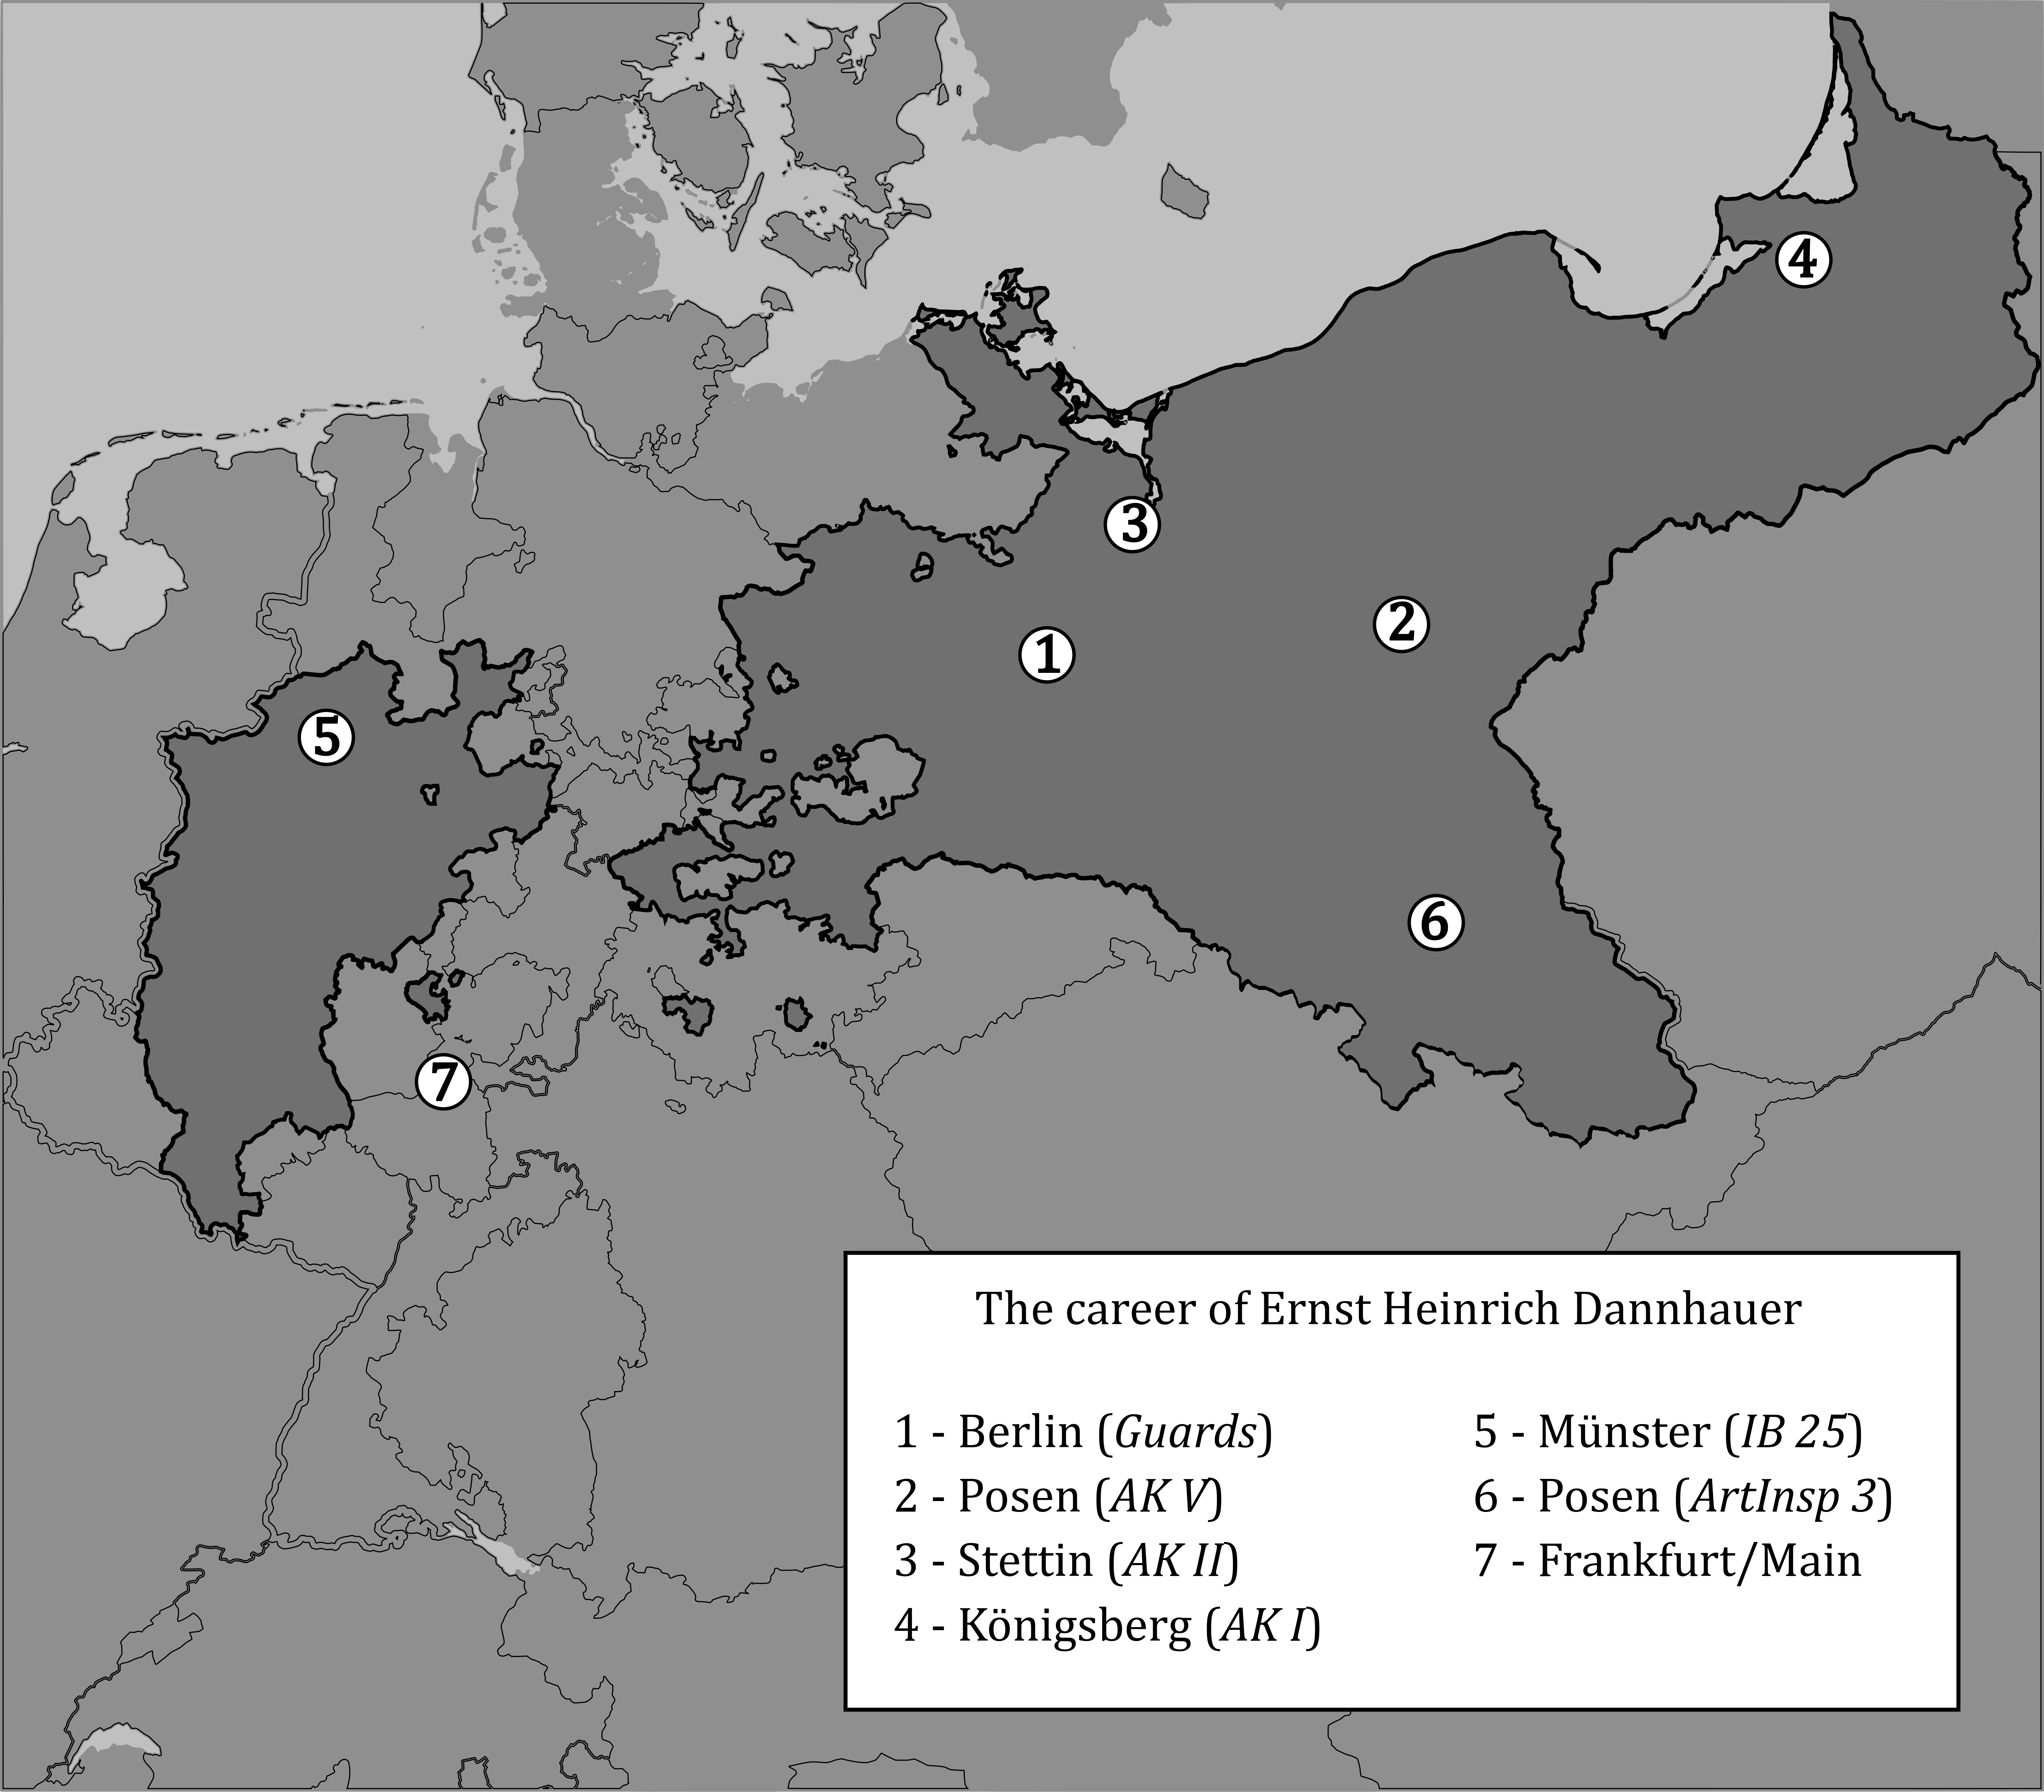 4
3
2
1
5
6
7
The career of Ernst Heinrich Dannhauer
1 - Berlin (Guards)
2 - Posen (AK V)
3 - Stettin (AK II)
4 - Königsberg (AK I)
5 - Münster (IB 25)
6 - Posen (ArtInsp 3)
7 - Frankfurt/Main